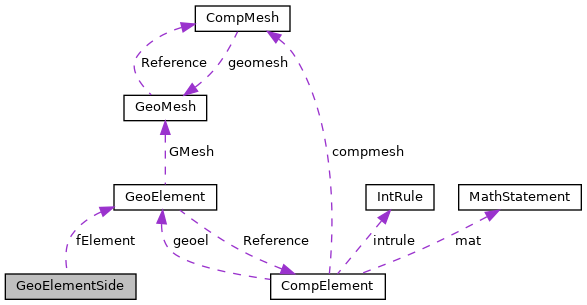 CompMesh
Reference
geomesh
GeoMesh
GMesh
compmesh
GeoElement
IntRule
MathStatement
fElement
geoel
Reference
intrule
mat
GeoElementSide
CompElement